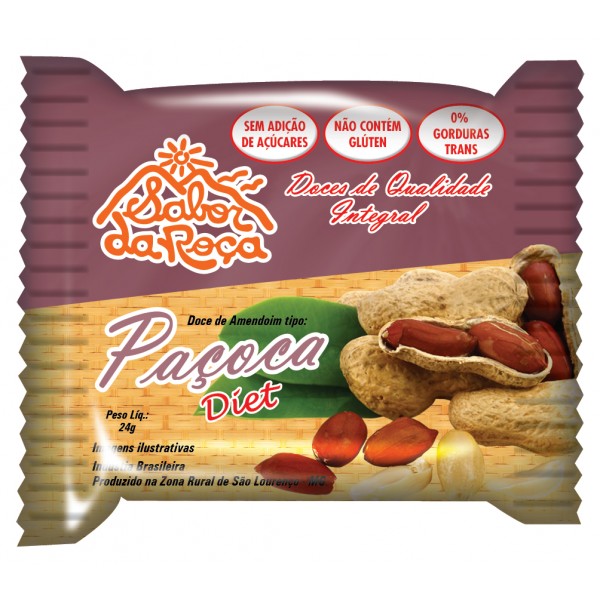 SEM ADIÇÃO
DE AÇÚCARES
NÃO CONTÉM
GLÚTEN
0%
GORDURAS
TRANS
Sabor
da Roça
Doces de Qualidade
Integral
Doce de Amendoim tipo:
Paçoca
Diet
Peso Líq.:
24g
Imagens ilustrativas
Indústria Brasileira
Produzido na Zona Rural de São Lourenço - MG